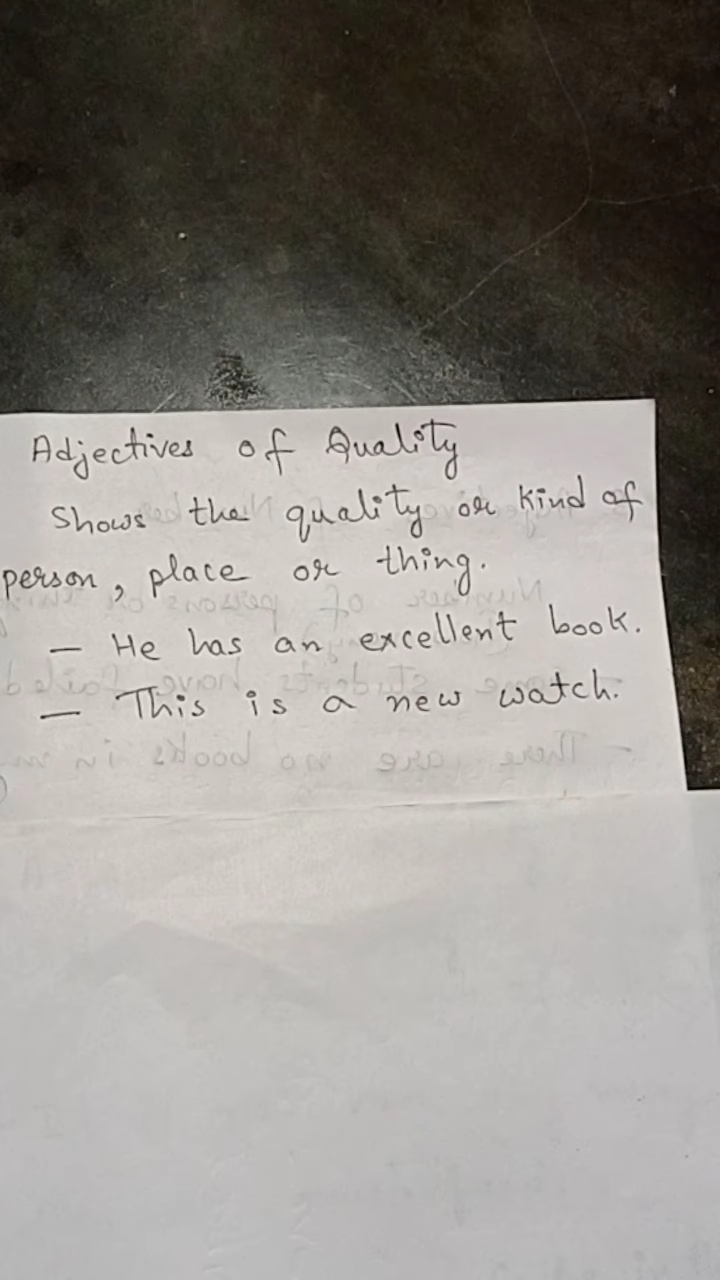 Adjectives of Quality
Shows the quality or kind of
person, place or thing.
— He has an excellent book.
— This is a new watch.